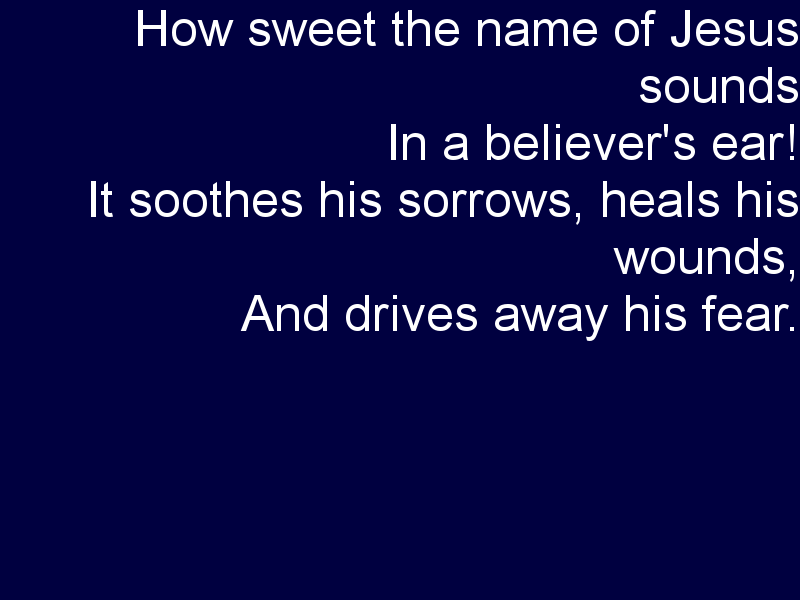 How sweet the name of Jesus
sounds
In a believer's ear!
It soothes his sorrows, heals his
wounds,
And drives away his fear.